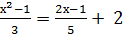 x²−1/3 = 2x−1/5 + 2